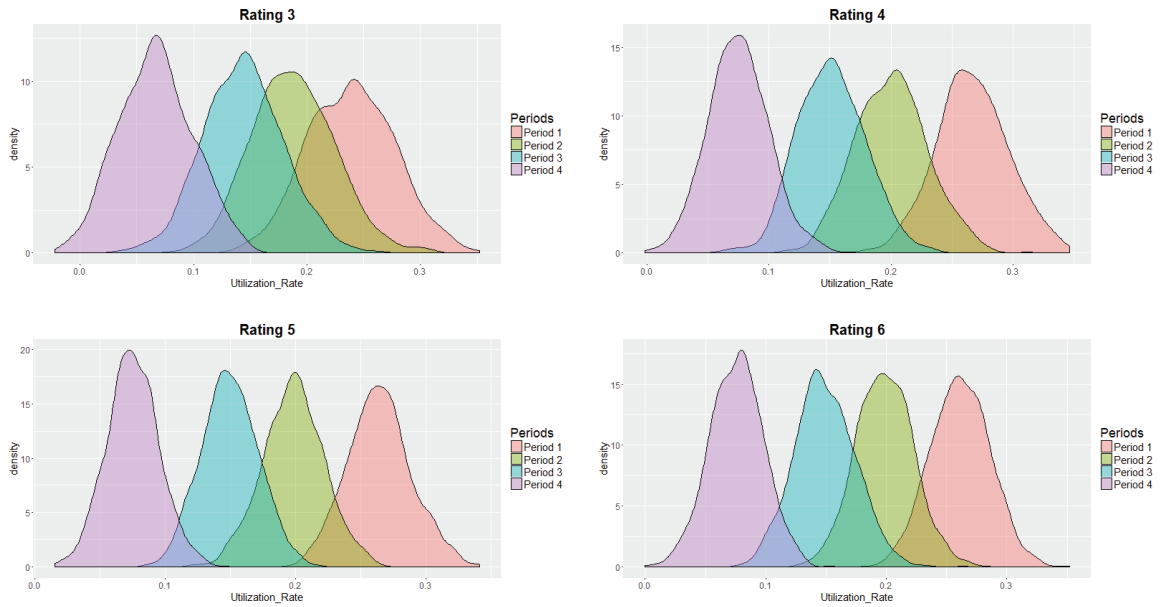 Rating 3
density
10
5
0
0.0 0.1 0.2 0.3
Utilization_Rate
Periods
Period 1
Period 2
Period 3
Period 4
Rating 4
density
15
10
5
0
0.0 0.1 0.2 0.3
Utilization_Rate
Periods
Period 1
Period 2
Period 3
Period 4
Rating 5
density
20
15
10
5
0
0.0 0.1 0.2 0.3
Utilization_Rate
Periods
Period 1
Period 2
Period 3
Period 4
Rating 6
density
15
10
5
0
0.0 0.1 0.2 0.3
Utilization_Rate
Periods
Period 1
Period 2
Period 3
Period 4